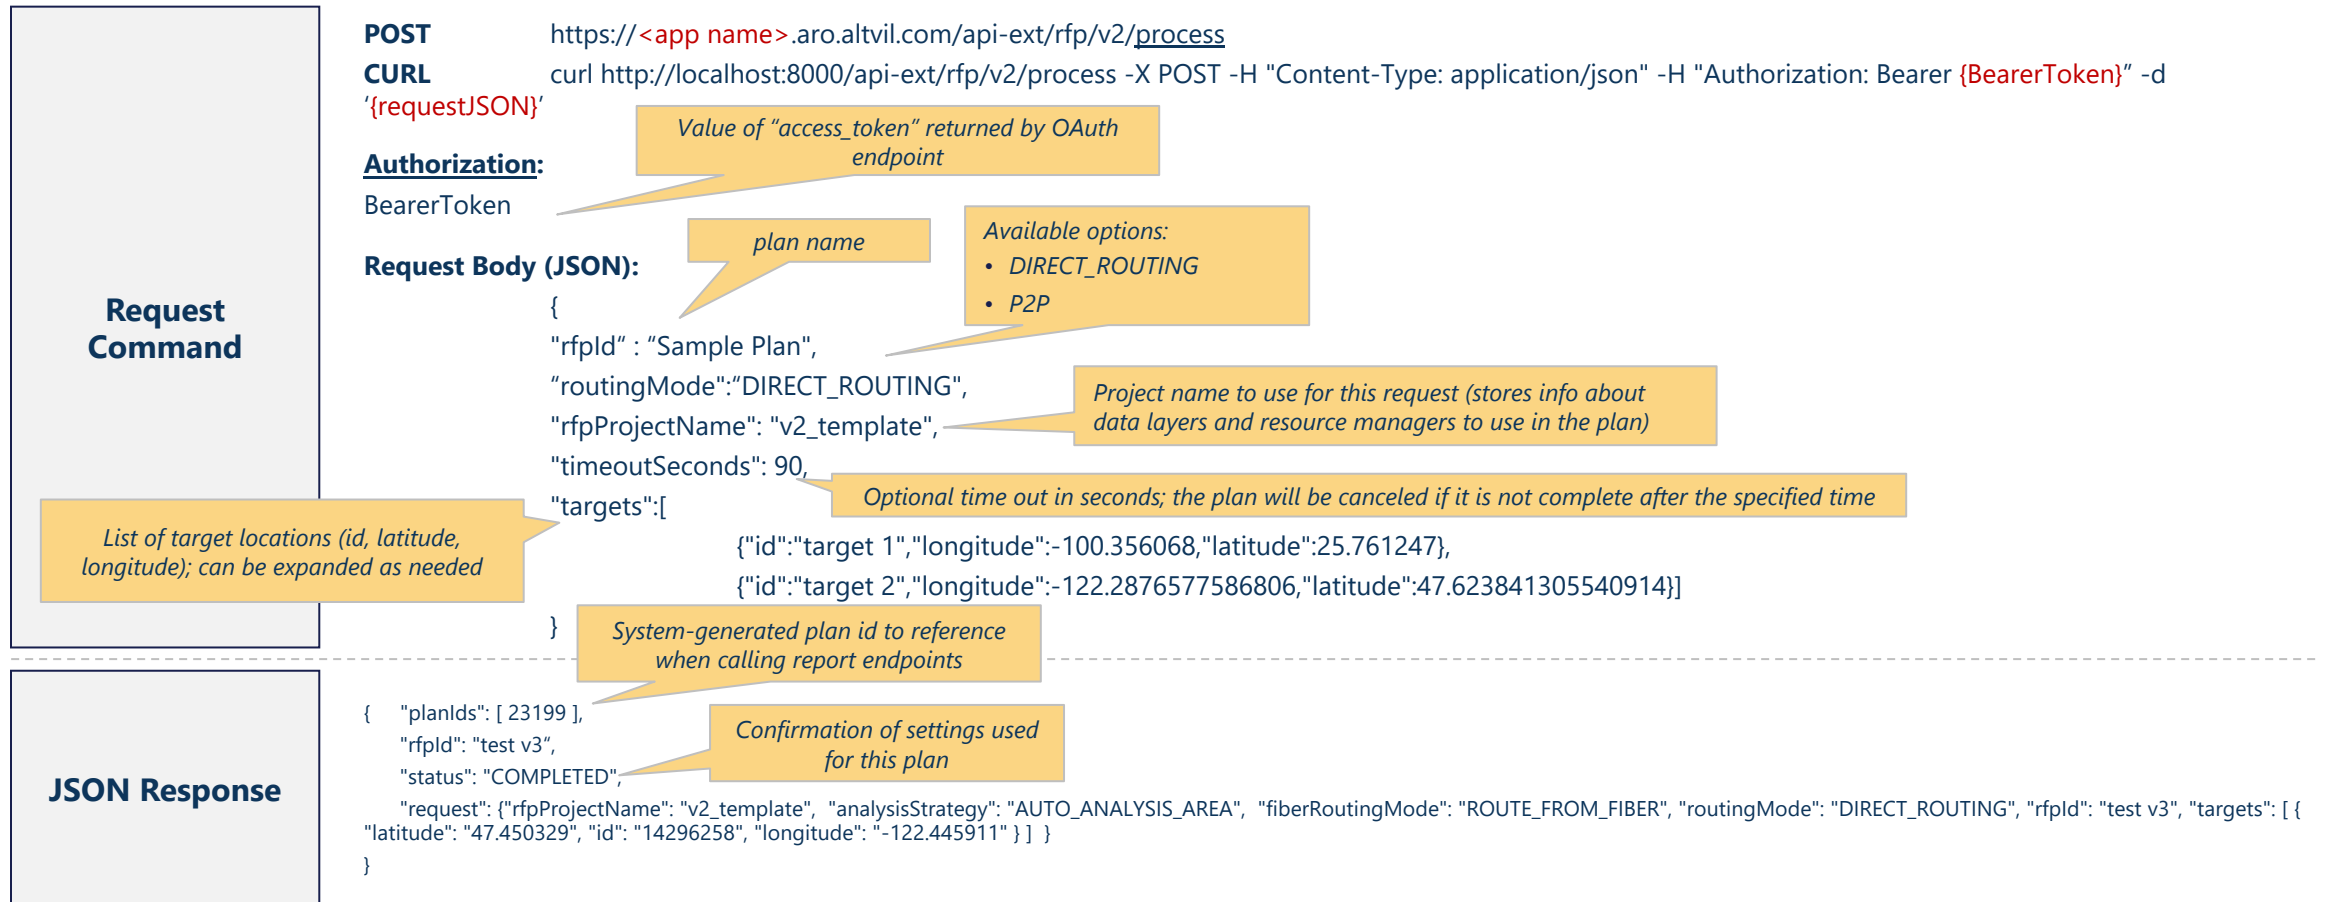 POST https://<app name>.aro.altvil.com/api-ext/rfp/v2/process
CURL curl http://localhost:8000/api-ext/rfp/v2/process -X POST -H "Content-Type: application/json" -H "Authorization: Bearer {BearerToken}” -d
‘{requestJSON}’
Value of “access_token” returned by OAuth
endpoint
Authorization:
BearerToken
plan name
Available options:
• DIRECT_ROUTING
• P2P
Request Body (JSON):
Request
Command
{
"rfpId“ : “Sample Plan",
“routingMode":“DIRECT_ROUTING",
"rfpProjectName": "v2_template",
Project name to use for this request (stores info about
data layers and resource managers to use in the plan)
"timeoutSeconds": 90,
Optional time out in seconds; the plan will be canceled if it is not complete after the specified time
"targets":[
List of target locations (id, latitude,
longitude); can be expanded as needed
{"id":"target 1","longitude":-100.356068,"latitude":25.761247},
{"id":"target 2","longitude":-122.2876577586806,"latitude":47.623841305540914}]
}
System-generated plan id to reference
when calling report endpoints
JSON Response
{ "planIds": [ 23199 ],
"rfpId": "test v3“,
"status": "COMPLETED",
Confirmation of settings used
for this plan
"request": {"rfpProjectName": "v2_template", "analysisStrategy": "AUTO_ANALYSIS_AREA", "fiberRoutingMode": "ROUTE_FROM_FIBER", "routingMode": "DIRECT_ROUTING", "rfpId": "test v3", "targets": [ {
"latitude": "47.450329", "id": "14296258", "longitude": "-122.445911" } ] }
}